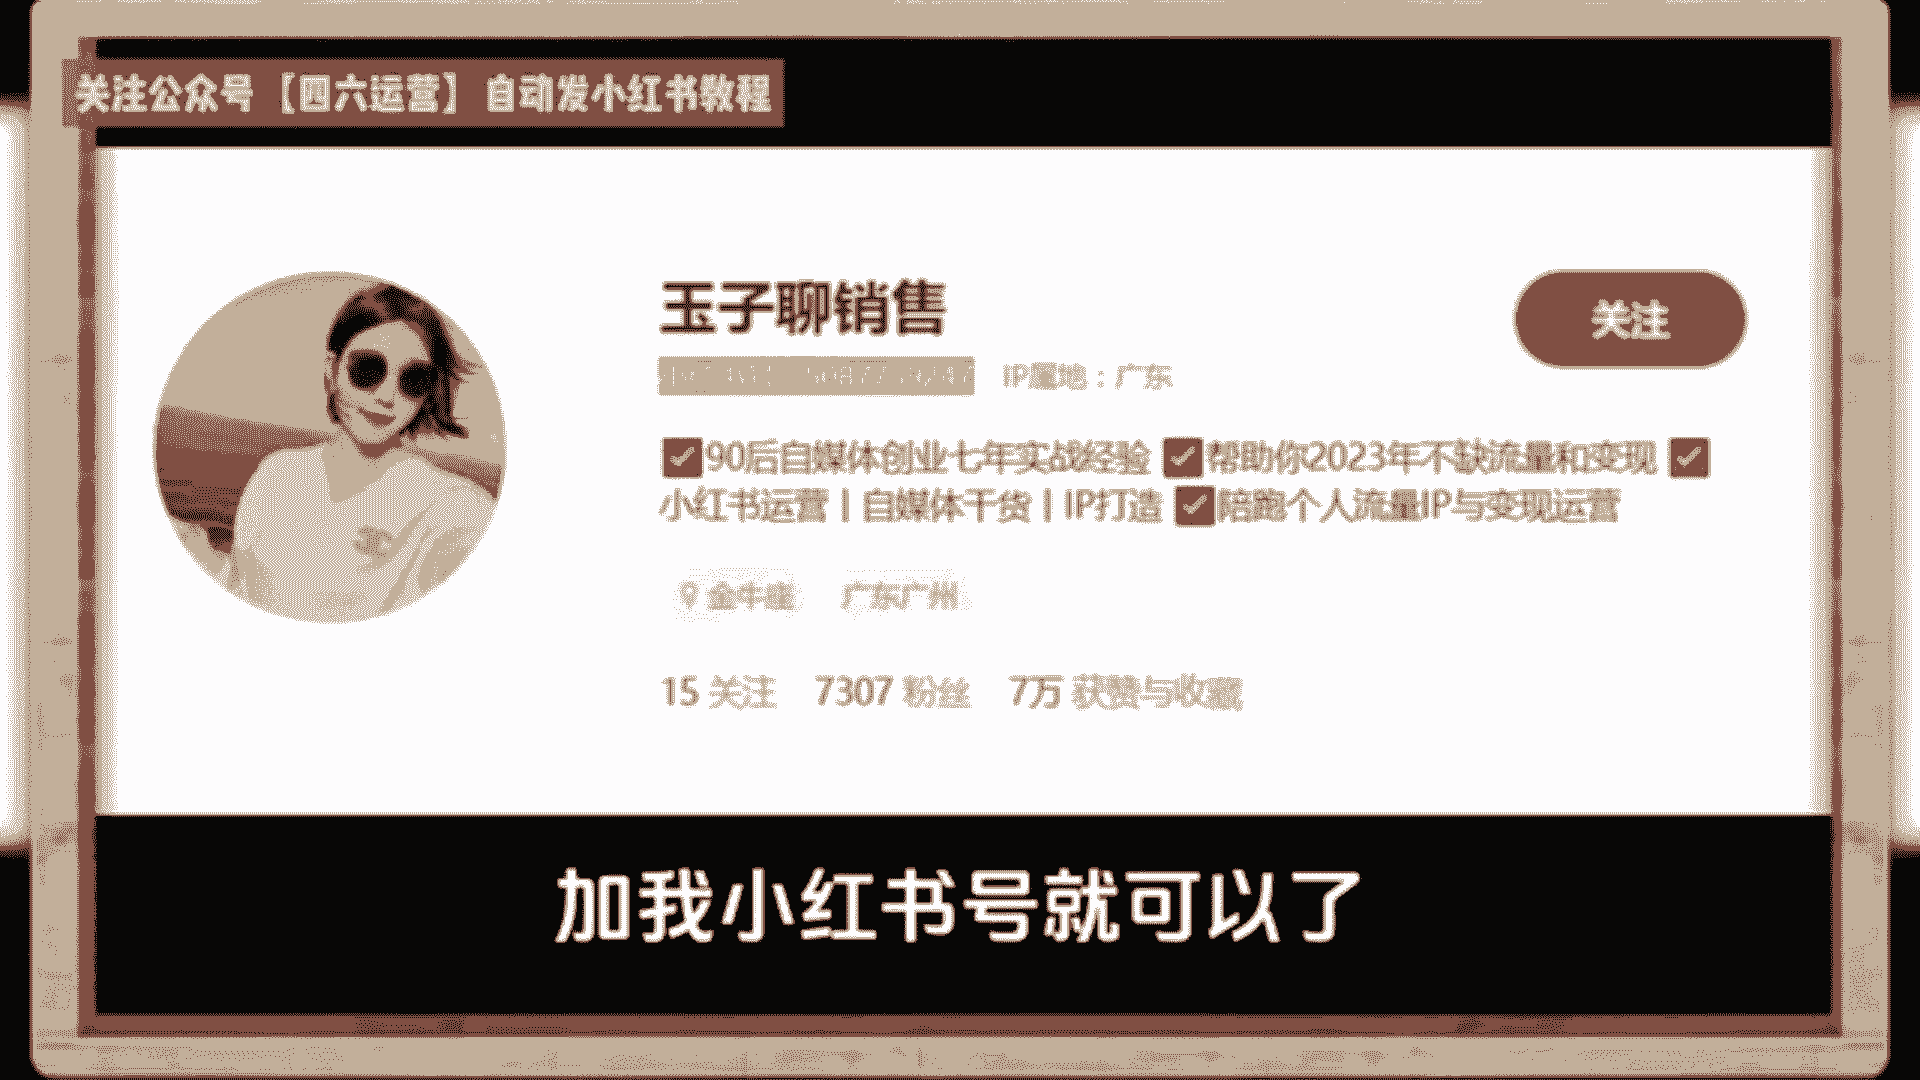 关注公众号【四六运营】自动发小红书教程
玉子聊销售
关注
IP属地：广东
90后自媒体创业七年实战经验 帮助你2023年不缺流量和变现
小红书运营丨自媒体干货丨IP打造 陪跑个人流量IP与变现运营
金牛座 广东广州
15 关注 7307 粉丝 7万 获赞与收藏
加我小红书号就可以了